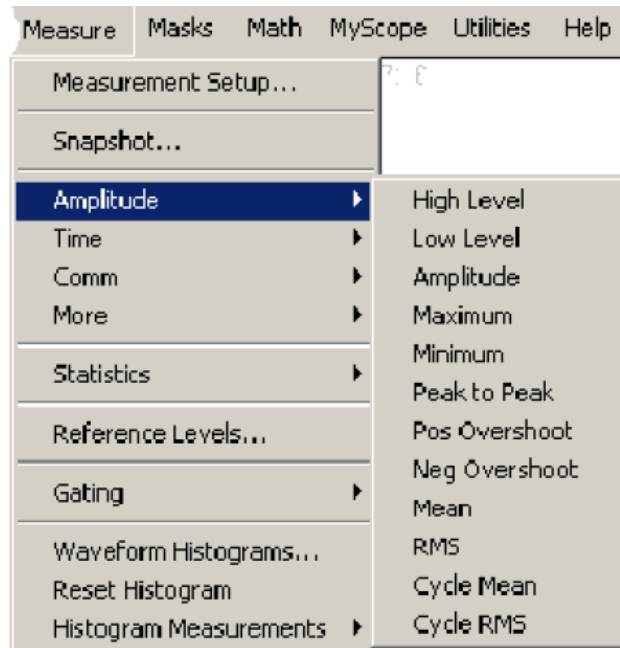 Measure Masks Math MyScope Utilities Help
Measurement Setup...
Snapshot...
Amplitude
Time
Comm
More
Statistics
Reference Levels...
Gating
Waveform Histograms...
Reset Histogram
Histogram Measurements
High Level
Low Level
Amplitude
Maximum
Minimum
Peak to Peak
Pos Overshoot
Neg Overshoot
Mean
RMS
Cycle Mean
Cycle RMS